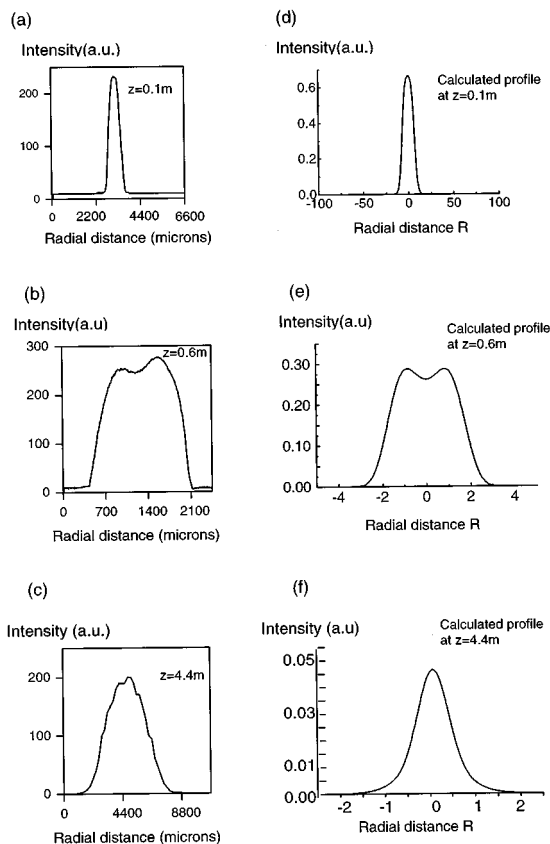 (a)
Intensity(a.u.)
z=0.1m
200
100
0
0 2200 4400 6600
Radial distance (microns)
(d)
Intensity(a.u.)
Calculated profile
at z=0.1m
0.6
0.4
0.2
0.0
-100 -50 0 50 100
Radial distance R
(b)
Intensity(a.u)
300
z=0.6m
200
100
0
0 700 1400 2100
Radial distance (microns)
(e)
Intensity(a.u)
Calculated profile
at z=0.6m
0.30
0.20
0.10
0.00
-4 -2 0 2 4
Radial distance R
(c)
Intensity (a.u.)
z=4.4m
200
100
0
0 4400 8800
Radial distance (microns)
(f)
Intensity (a.u)
Calculated profile
at z=4.4m
0.05
0.03
0.01
0.00
-2 -1 0 1 2
Radial distance R